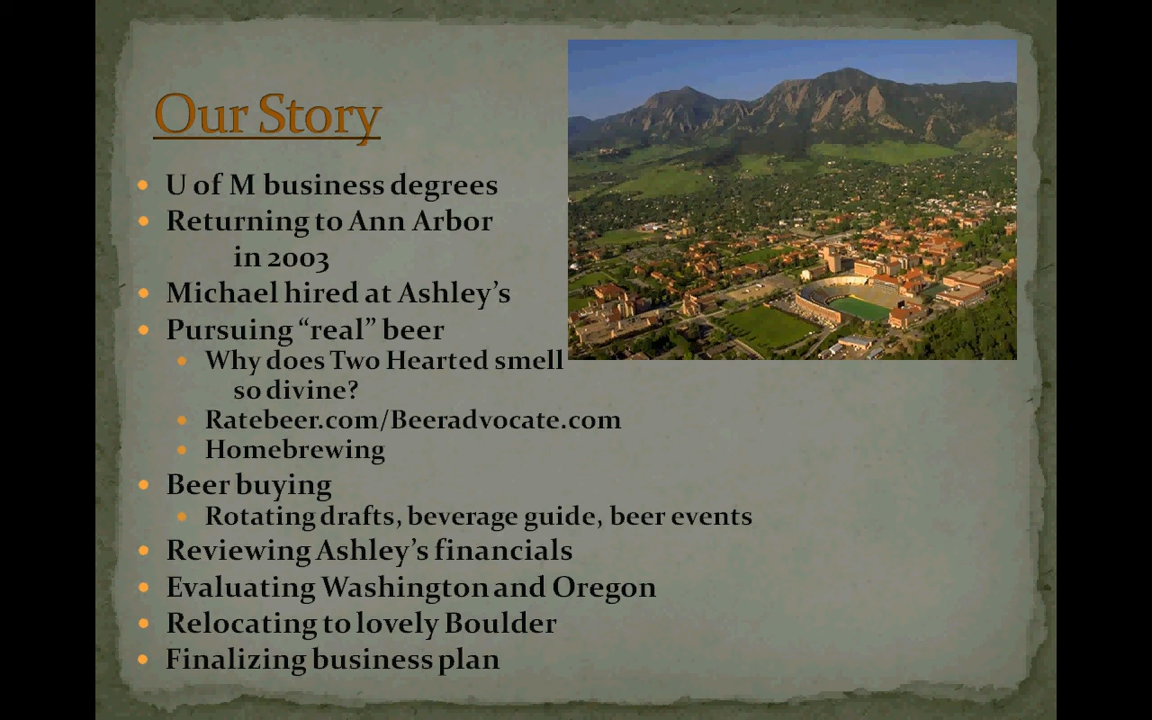 Our Story
• U of M business degrees
• Returning to Ann Arbor
in 2003
• Michael hired at Ashley’s
• Pursuing “real” beer
• Why does Two Hearted smell
so divine?
• Ratebeer.com/Beeradvocate.com
• Homebrewing
• Beer buying
• Rotating drafts, beverage guide, beer events
• Reviewing Ashley’s financials
• Evaluating Washington and Oregon
• Relocating to lovely Boulder
• Finalizing business plan